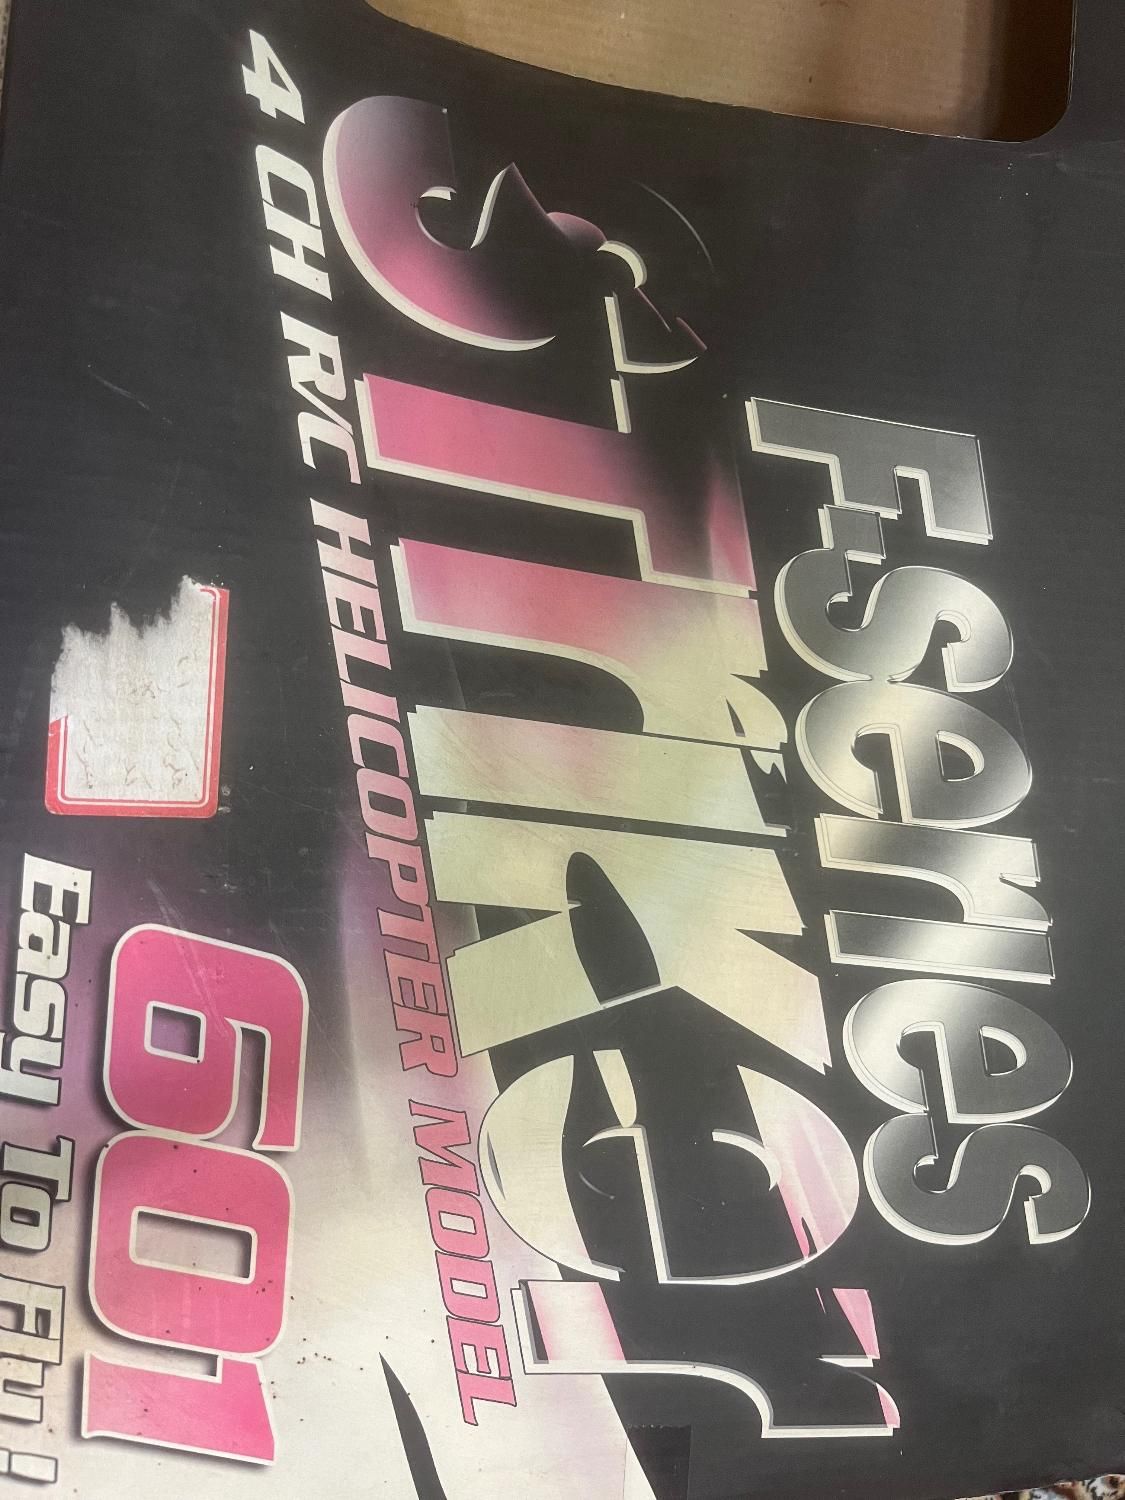 F.series
Striker
4 CH R/C HELICOPTER MODEL
601
Easy To Fly!